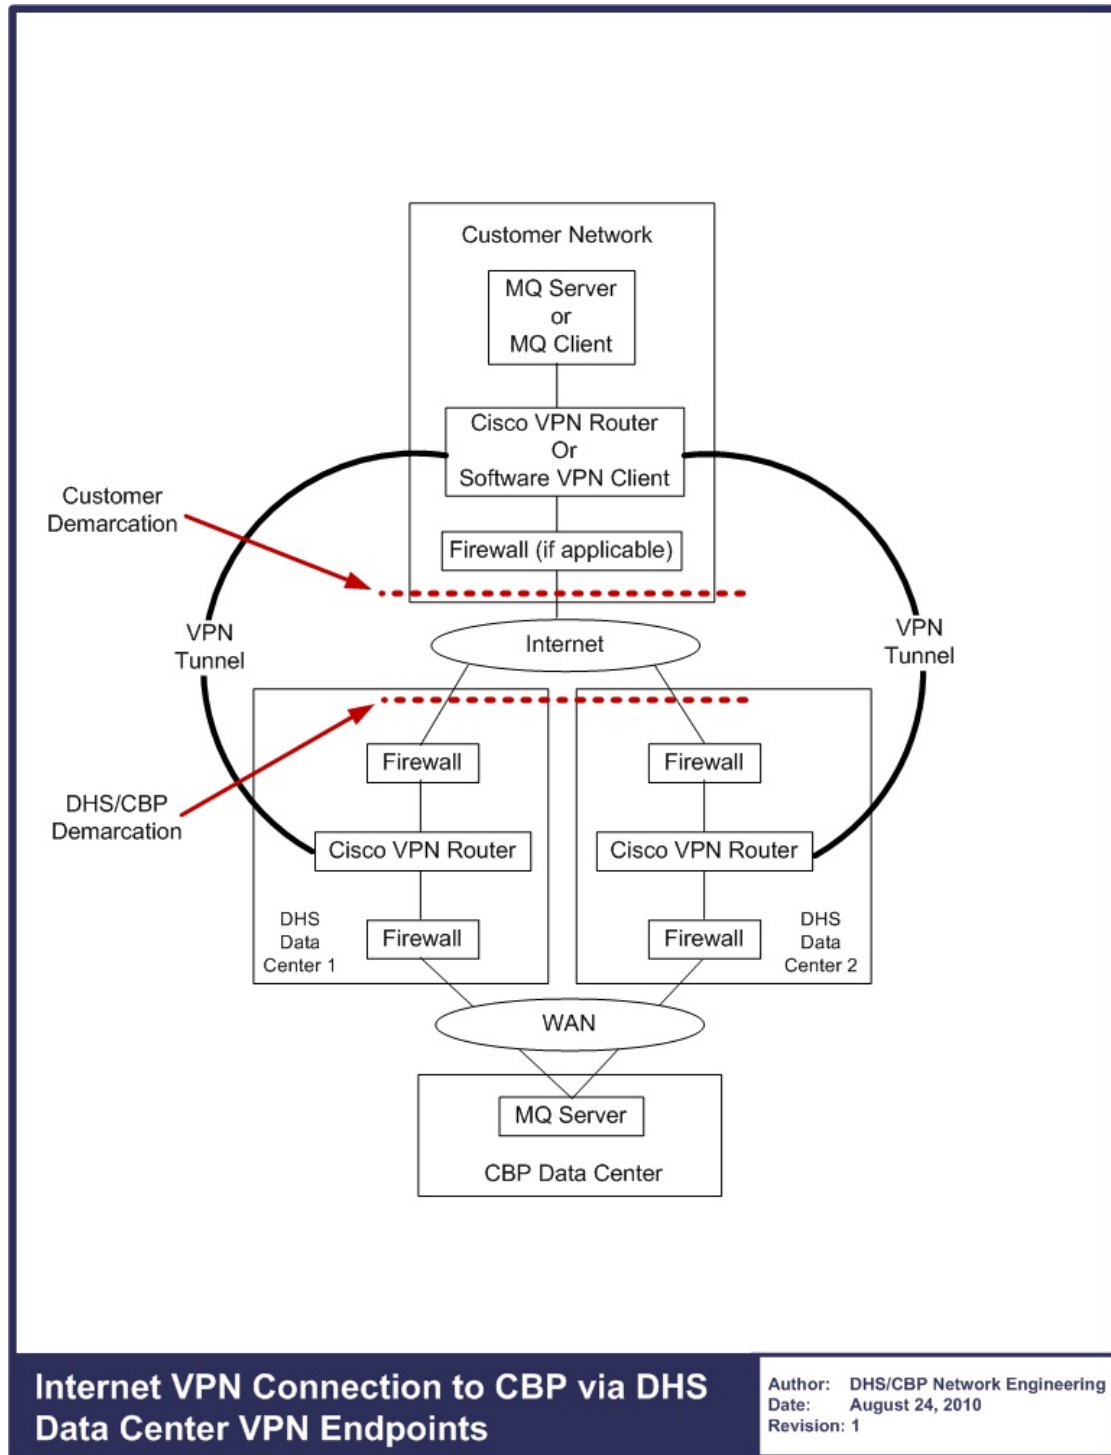 Customer Network
MQ Server
or
MQ Client
Cisco VPN Router
Or
Software VPN Client
Customer
Demarcation
Firewall (if applicable)
VPN
Tunnel
Internet
VPN
Tunnel
Firewall
Firewall
DHS/CBP
Demarcation
Cisco VPN Router
Cisco VPN Router
DHS
Data
Center 1
Firewall
Firewall
DHS
Data
Center 2
WAN
MQ Server
CBP Data Center
Internet VPN Connection to CBP via DHS
Data Center VPN Endpoints
Author: DHS/CBP Network Engineering
Date: August 24, 2010
Revision: 1